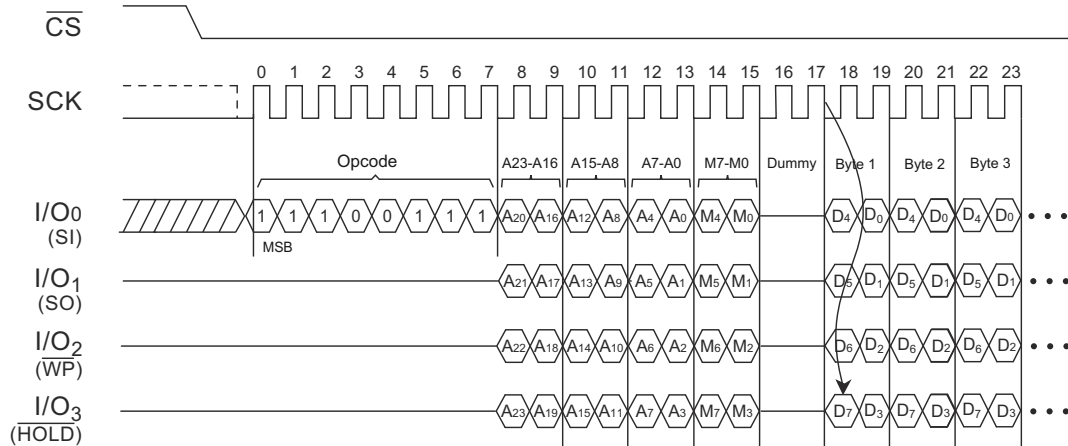 CS
0 1 2 3 4 5 6 7 8 9 10 11 12 13 14 15 16 17 18 19 20 21 22 23
SCK
Opcode A23-A16 A15-A8 A7-A0 M7-M0 Dummy Byte 1 Byte 2 Byte 3
I/O0 1 1 1 0 0 1 1 1 A20 A16 A12 A8 A4 A0 M4 M0 D4 D0 D4 D0 D4 D0 • • •
(SI)
MSB
I/O1 A21 A17 A13 A9 A5 A1 M5 M1 D5 D1 D5 D1 D5 D1 • • •
(SO)
I/O2 A22 A18 A14 A10 A6 A2 M6 M2 D6 D2 D6 D2 D6 D2 • • •
(WP)
I/O3 A23 A19 A15 A11 A7 A3 M7 M3 D7 D3 D7 D3 D7 D3 • • •
(HOLD)